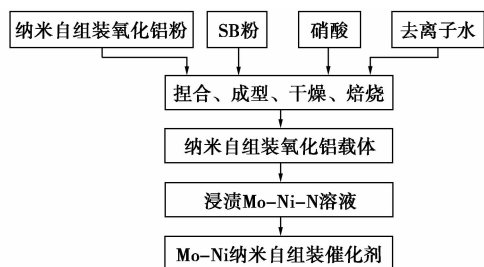 纳米自组装氧化铝粉
SB粉
硝酸
去离子水
捏合、成型、干燥、焙烧
纳米自组装氧化铝载体
浸渍Mo-Ni-N溶液
Mo-Ni纳米自组装催化剂